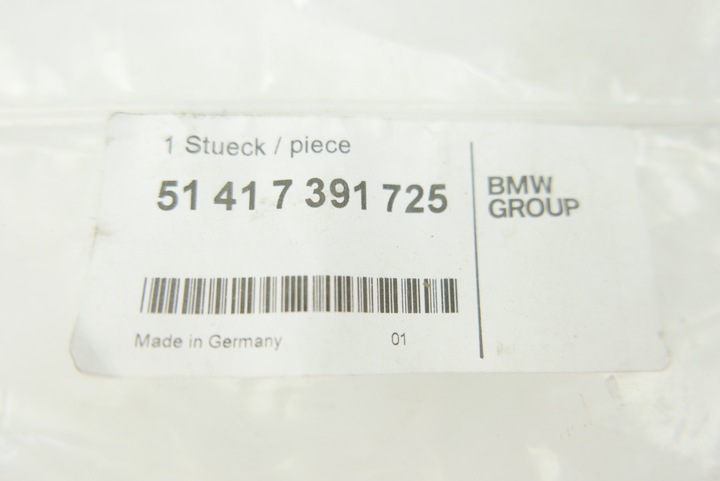 1 Stueck / piece
51 41 7 391 725
BMW
GROUP
Made in Germany
01